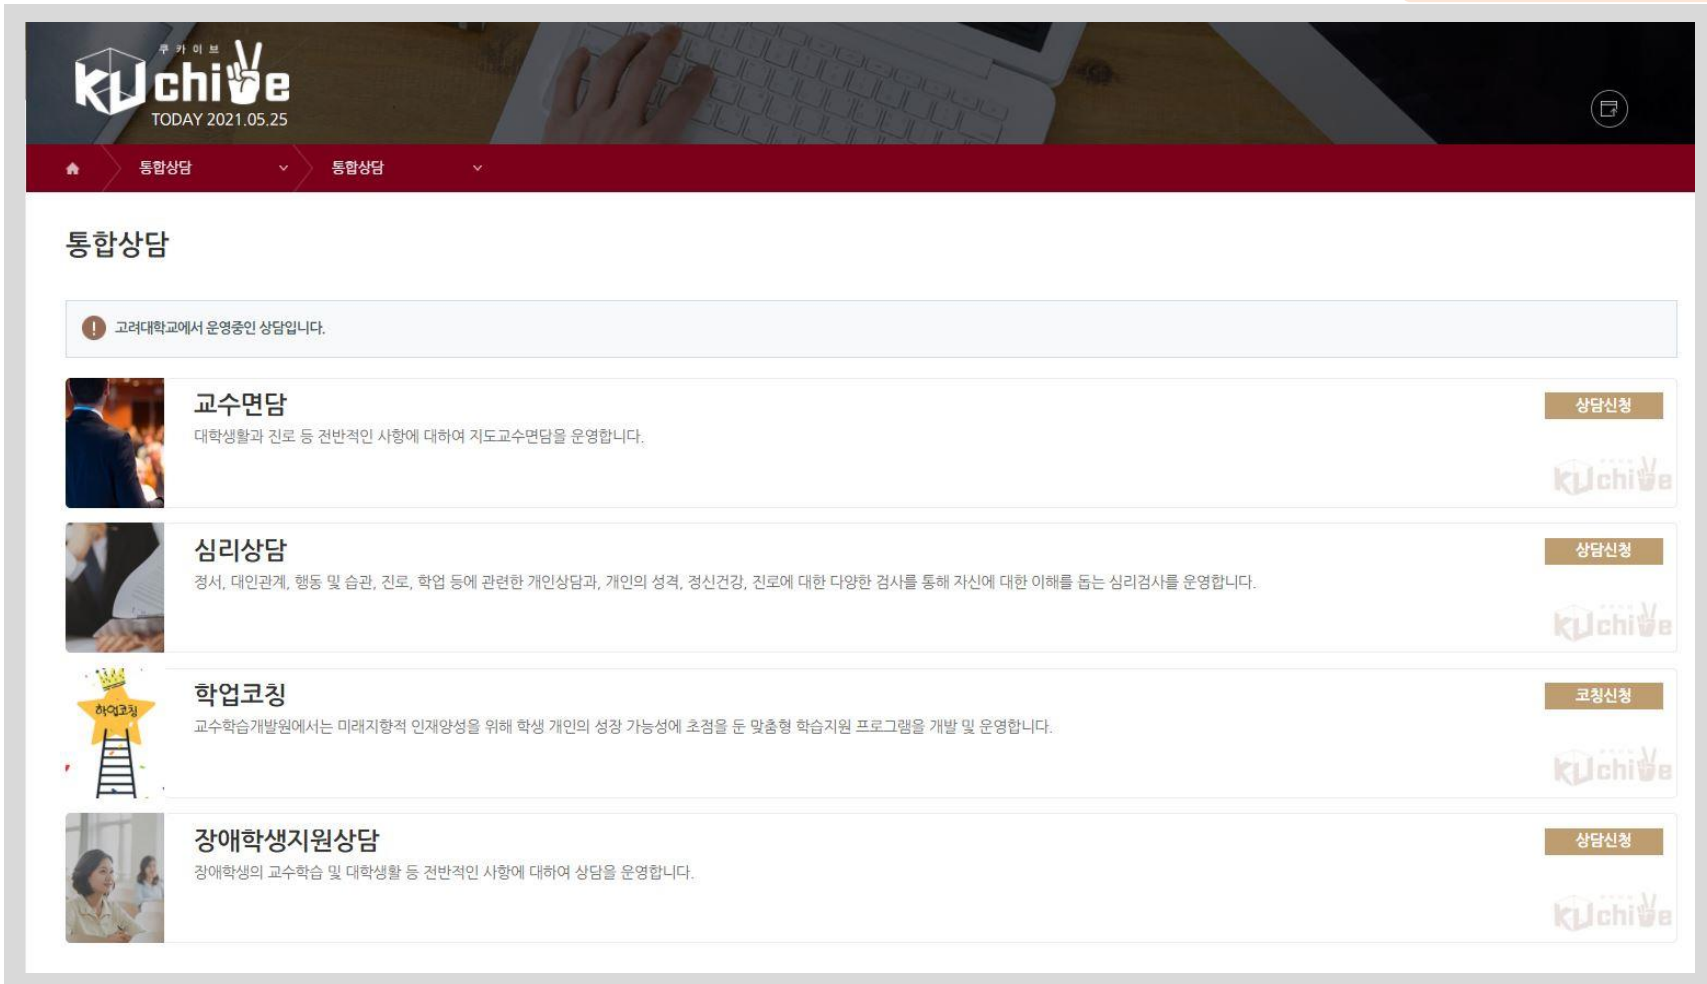 쿠카이브
KUchive
TODAY 2021.05.25
통합상담
통합상담
통합상담
고려대학교에서 운영중인 상담입니다.
교수면담
상담신청
대학생활과 진로 등 전반적인 사항에 대하여 지도교수면담을 운영합니다.
KUchive
심리상담
상담신청
정서, 대인관계, 행동 및 습관, 진로, 학업 등에 관련한 개인상담과, 개인의 성격, 정신건강, 진로에 대한 다양한 검사를 통해 자신에 대한 이해를 돕는 심리검사를 운영합니다.
KUchive
학업코칭
학업코칭
코칭신청
교수학습개발원에서는 미래지향적 인재양성을 위해 학생 개인의 성장 가능성에 초점을 둔 맞춤형 학습지원 프로그램을 개발 및 운영합니다.
KUchive
장애학생지원상담
상담신청
장애학생의 교수학습 및 대학생활 등 전반적인 사항에 대하여 상담을 운영합니다.
KUchive